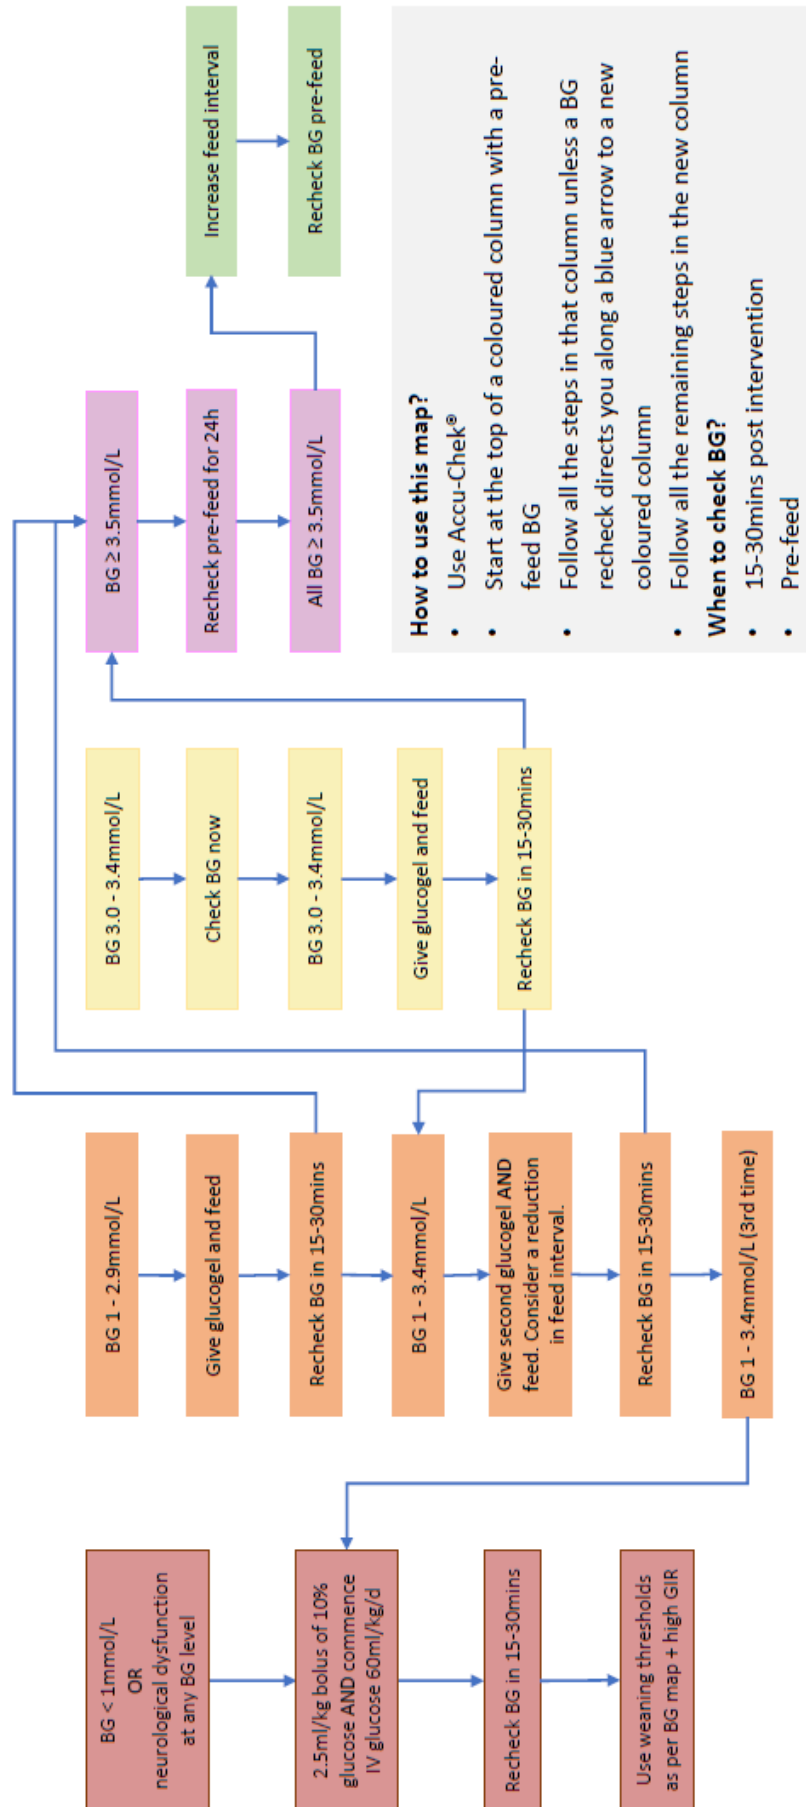 BG < 1mmol/L
OR
neurological dysfunction
at any BG level
2.5ml/kg bolus of 10%
glucose AND commence
IV glucose 60ml/kg/d
Recheck BG in 15-30mins
Use weaning thresholds
as per BG map + high GIR
BG 1 - 2.9mmol/L
Give glucogel and feed
Recheck BG in 15-30mins
BG 1 - 3.4mmol/L
Give second glucogel AND
feed. Consider a reduction
in feed interval.
Recheck BG in 15-30mins
BG 1 - 3.4mmol/L (3rd time)
BG 3.0 - 3.4mmol/L
Check BG now
BG 3.0 - 3.4mmol/L
Give glucogel and feed
Recheck BG in 15-30mins
BG ≥ 3.5mmol/L
Recheck pre-feed for 24h
All BG ≥ 3.5mmol/L
Increase feed interval
Recheck BG pre-feed
How to use this map?
• Use Accu-Chek®
• Start at the top of a coloured column with a pre-
feed BG
• Follow all the steps in that column unless a BG
recheck directs you along a blue arrow to a new
coloured column
• Follow all the remaining steps in the new column
When to check BG?
• 15-30mins post intervention
• Pre-feed